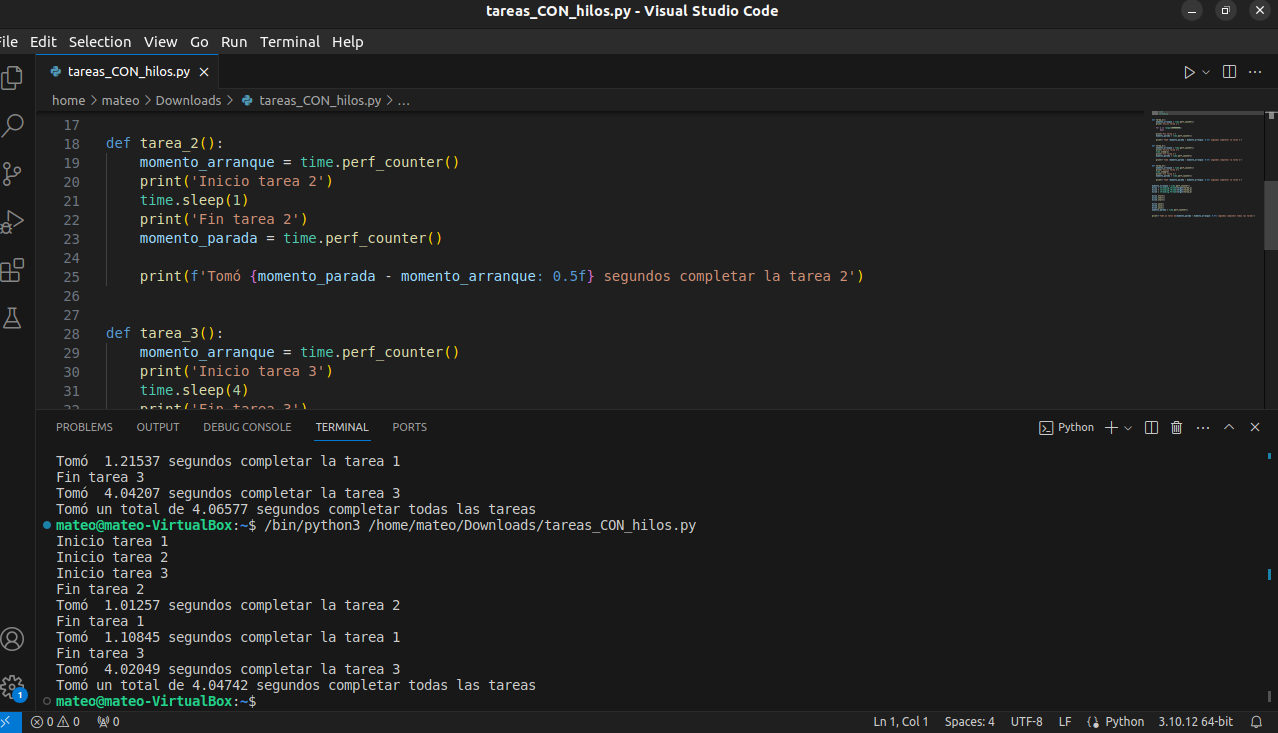 tareas_CON_hilos.py - Visual Studio Code
File Edit Selection View Go Run Terminal Help
tareas_CON_hilos.py
home > mateo > Downloads > tareas_CON_hilos.py > ...
17
18 def tarea_2():
19 momento_arranque = time.perf_counter()
20 print('Inicio tarea 2')
21 time.sleep(1)
22 print('Fin tarea 2')
23 momento_parada = time.perf_counter()
24
25 print(f'Tomó {momento_parada - momento_arranque: 0.5f} segundos completar la tarea 2')
26
27
28 def tarea_3():
29 momento_arranque = time.perf_counter()
30 print('Inicio tarea 3')
31 time.sleep(4)
32 print('Fin tarea 3')
PROBLEMS OUTPUT DEBUG CONSOLE TERMINAL PORTS Python
Tomó  1.21537 segundos completar la tarea 1
Fin tarea 3
Tomó  4.04207 segundos completar la tarea 3
Tomó un total de 4.06577 segundos completar todas las tareas
mateo@mateo-VirtualBox:~$ /bin/python3 /home/mateo/Downloads/tareas_CON_hilos.py
Inicio tarea 1
Inicio tarea 2
Inicio tarea 3
Fin tarea 2
Tomó  1.01257 segundos completar la tarea 2
Fin tarea 1
Tomó  1.10845 segundos completar la tarea 1
Fin tarea 3
Tomó  4.02049 segundos completar la tarea 3
Tomó un total de 4.04742 segundos completar todas las tareas
mateo@mateo-VirtualBox:~$
1
0 0 0 Ln 1, Col 1 Spaces: 4 UTF-8 LF Python 3.10.12 64-bit